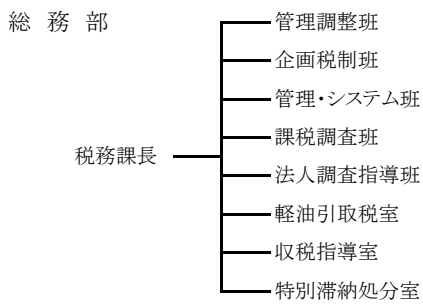 総務部
管理調整班
企画税制班
管理・システム班
課税調査班
税務課長
法人調査指導班
軽油引取税室
収税指導室
特別滞納処分室